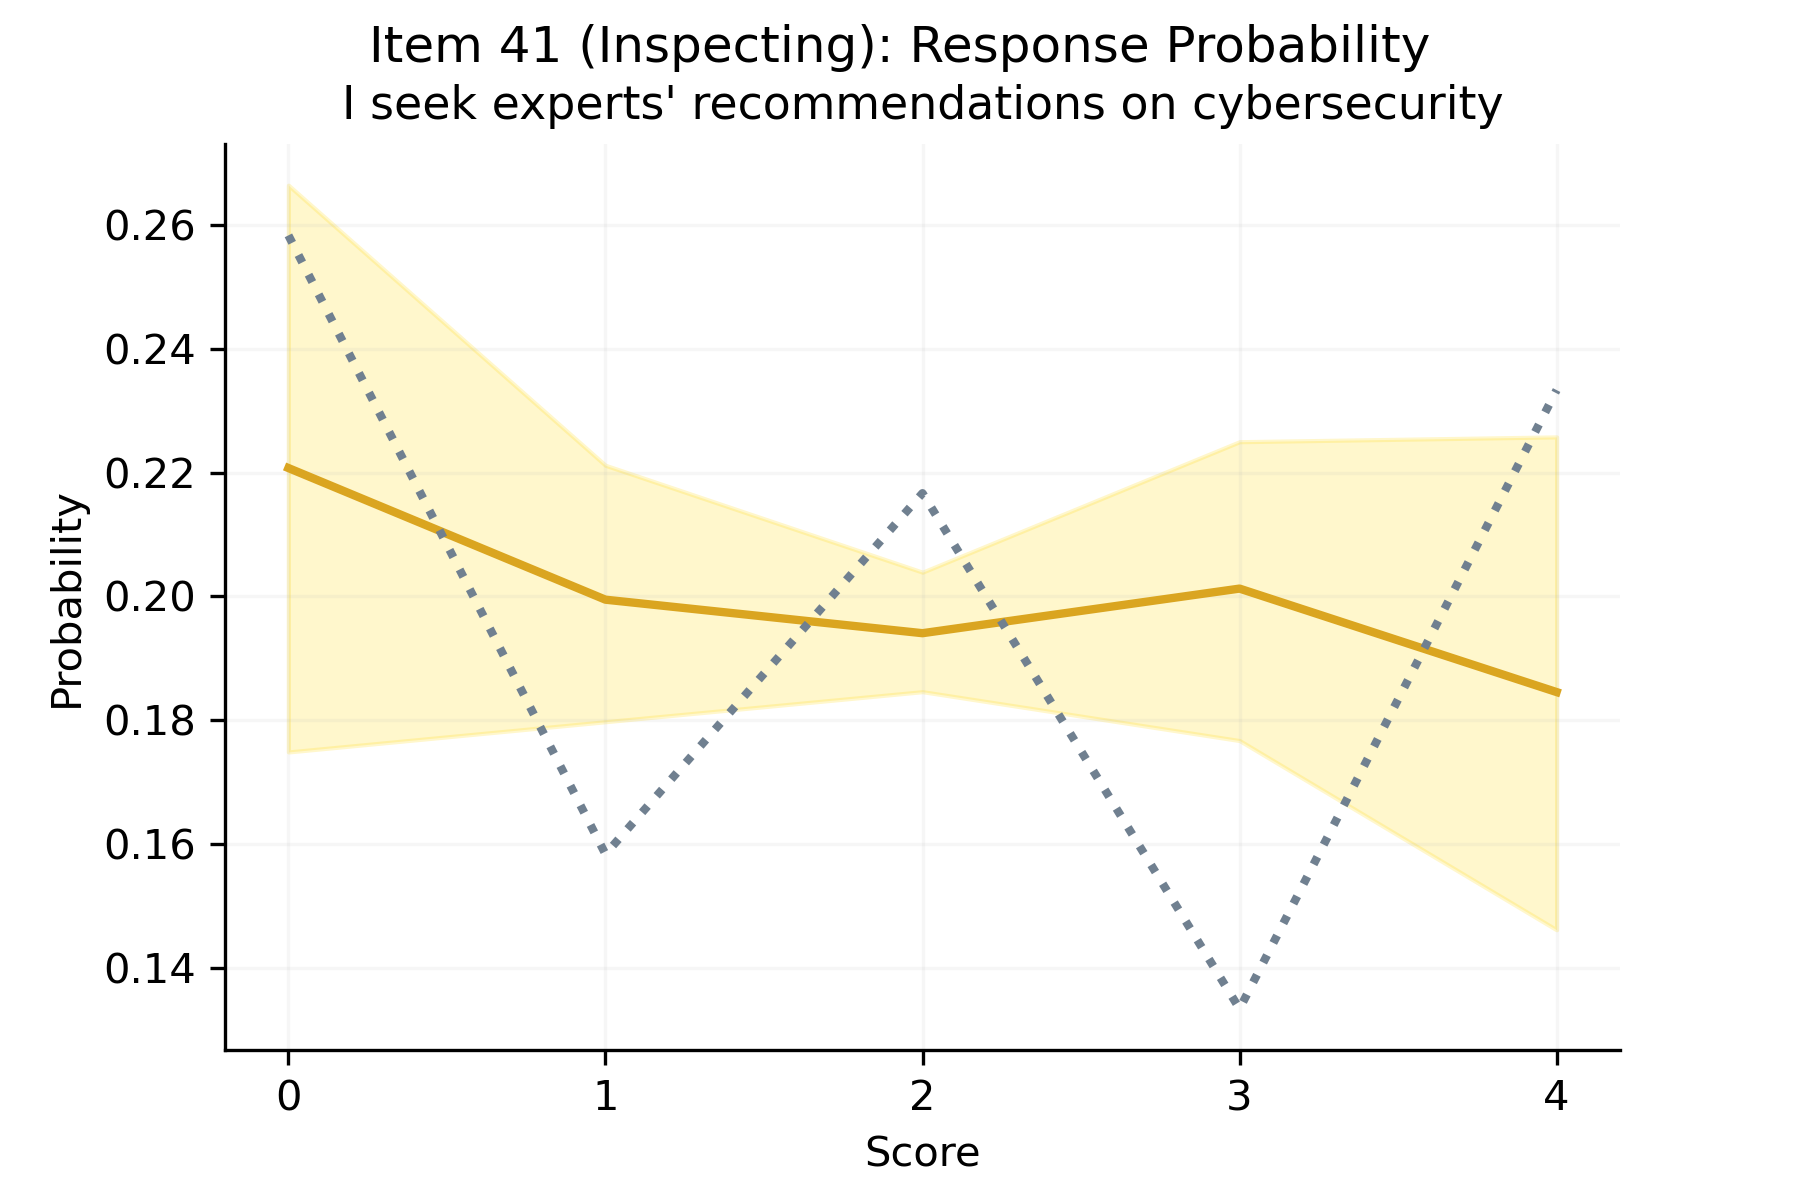 Item 41 (Inspecting): Response Probability
I seek experts' recommendations on cybersecurity
0.26
0.24
0.22
0.20
0.18
0.16
0.14
Probability
0 1 2 3 4
Score